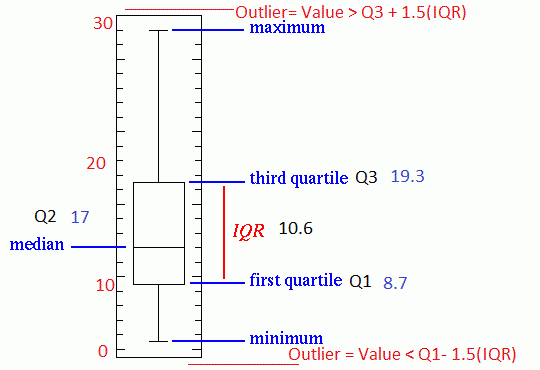 Outlier= Value > Q3 + 1.5(IQR)
30
maximum
20
third quartile Q3 19.3
Q2 17
IQR 10.6
median
10
first quartile Q1 8.7
minimum
0
Outlier = Value < Q1- 1.5(IQR)